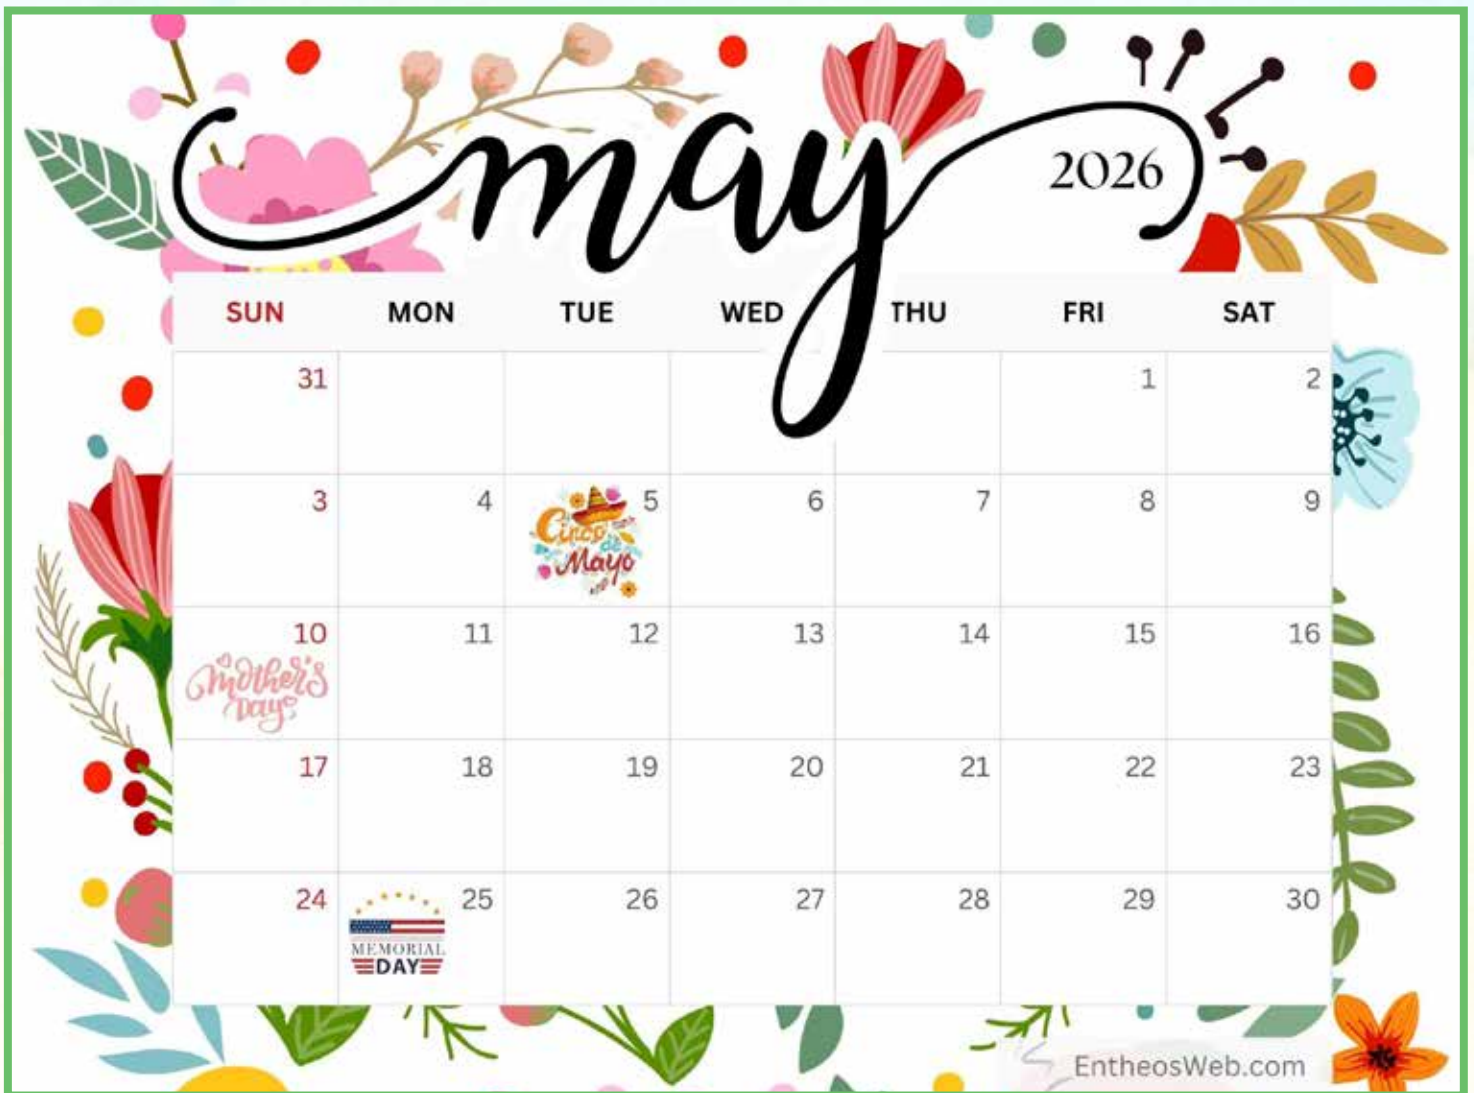 may 2026
SUN MON TUE WED THU FRI SAT
31 1 2
3 4 5 6 7 8 9
Cinco
de
Mayo
10 11 12 13 14 15 16
Mother's
Day
17 18 19 20 21 22 23
24 25 26 27 28 29 30
MEMORIAL
DAY
EntheosWeb.com